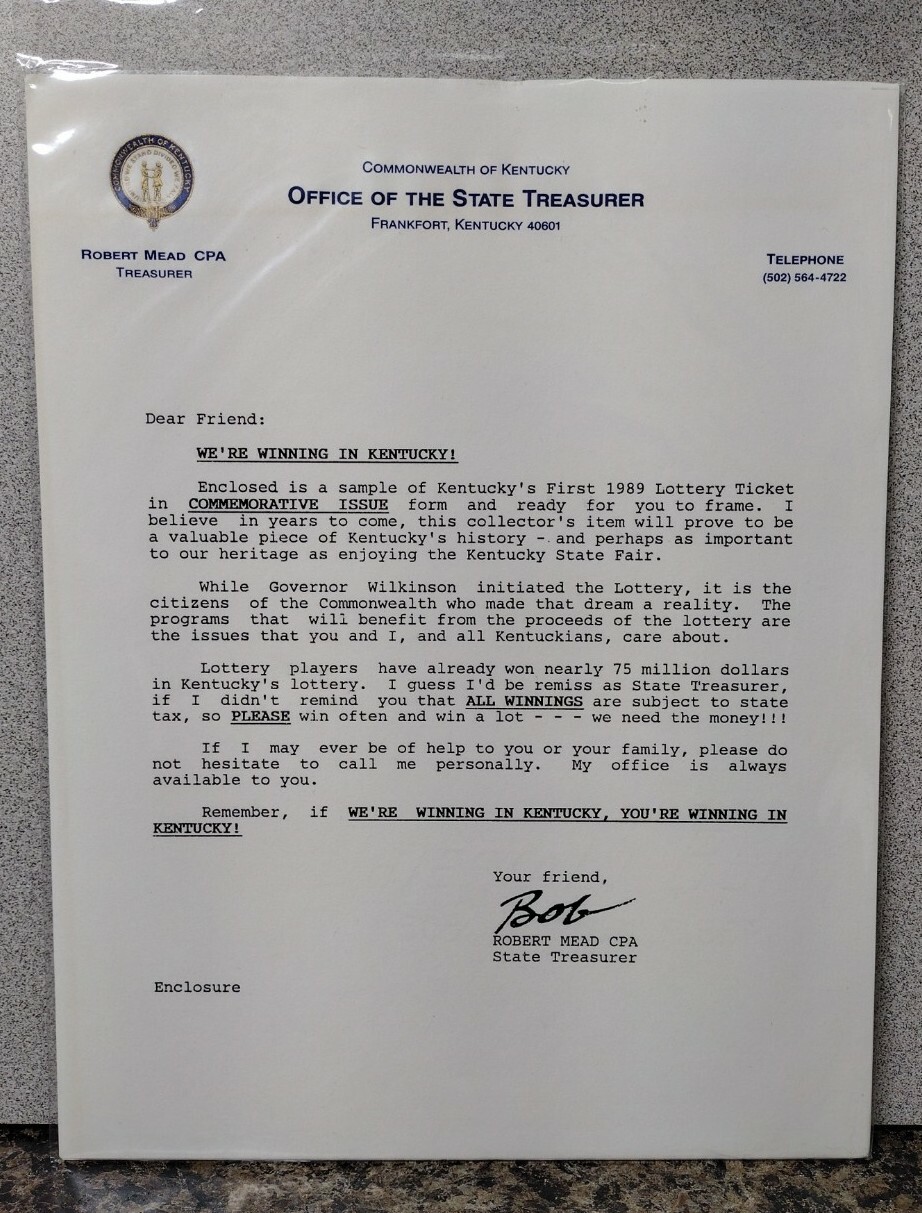 COMMONWEALTH OF KENTUCKY
COMMONWEALTH OF KENTUCKY
OFFICE OF THE STATE TREASURER
FRANKFORT, KENTUCKY 40601
ROBERT MEAD CPA
TREASURER
TELEPHONE
(502) 564-4722
Dear Friend:
WE'RE WINNING IN KENTUCKY!
Enclosed is a sample of Kentucky's First 1989 Lottery Ticket
in COMMEMORATIVE ISSUE form and ready for you to frame. I
believe in years to come, this collector's item will prove to be
a valuable piece of Kentucky's history - and perhaps as important
to our heritage as enjoying the Kentucky State Fair.
While Governor Wilkinson initiated the Lottery, it is the
citizens of the Commonwealth who made that dream a reality. The
programs that will benefit from the proceeds of the lottery are
the issues that you and I, and all Kentuckians, care about.
Lottery players have already won nearly 75 million dollars
in Kentucky's lottery. I guess I'd be remiss as State Treasurer,
if I didn't remind you that ALL WINNINGS are subject to state
tax, so PLEASE win often and win a lot - - - we need the money!!!
If I may ever be of help to you or your family, please do
not hesitate to call me personally. My office is always
available to you.
Remember, if WE'RE WINNING IN KENTUCKY, YOU'RE WINNING IN
KENTUCKY!
Your friend,
Bob
ROBERT MEAD CPA
State Treasurer
Enclosure